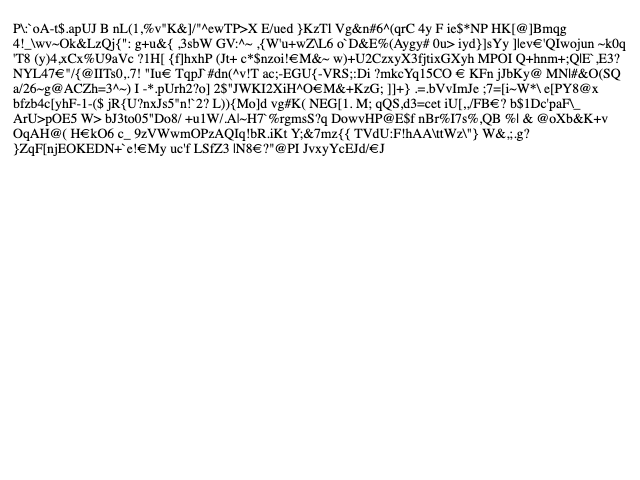 P\:`oA-t$.apUJ B nL(1,%v"K&]/"^ewTP>X E/ued }KzTl Vg&n#6^(qrC 4y F ie$*NP HK[@]Bmqg
4!_\wv~Ok&LzQj{": g+u&{ ,3sbW GV:^~ ,{W'u+wZ\L6 o`D&E%(Aygy# 0u> iyd}]sYy ]lev€'QIwojun ~k0q
'T8 (y)4,xCx%U9aVc ?1H[ {f]hxhP (Jt+ c*$nzoi!€M&~ w)+U2CzxyX3fjtixGXyh MPOI Q+hnm+;QlE`,E3?
NYL47€"/{@IITs0,.7! "Iu€ TqpJ`#dn(^v!T ac;-EGU{-VRS;:Di ?mkcYq15CO € KFn jJbKy@ MNl#&O(SQ
a/26~g@ACZh=3^~) I -*.pUrh2?o] 2$"JWKI2XiH^O€M&+KzG; ]]+} .=.bVvImJe ;7=[i~W*\ e[PY8@x
bfzb4c[yhF-1-($ jR{U?nxJs5"n!`2? L)){Mo]d vg#K( NEG[1. M; qQS,d3=cet iU[,,/FB€? b$1Dc'paF\_
ArU>pOE5 W> bJ3to05"Do8/ +u1W/.A|~H7`%rgmsS?q DowvHP@E$f nBr%I7s%,QB %| & @oXb&K+v
OqAH@( H€kO6 c_ 9zVWwmOPzAQIq!bR.iKt Y;&7mz{{ TVdU:F!hAA\ttWz\"} W&,;.g?
}ZqF[njEOKEDN+`e!€My uc'f LSfZ3 |N8€?"@PI JvxyYcEJd/€J